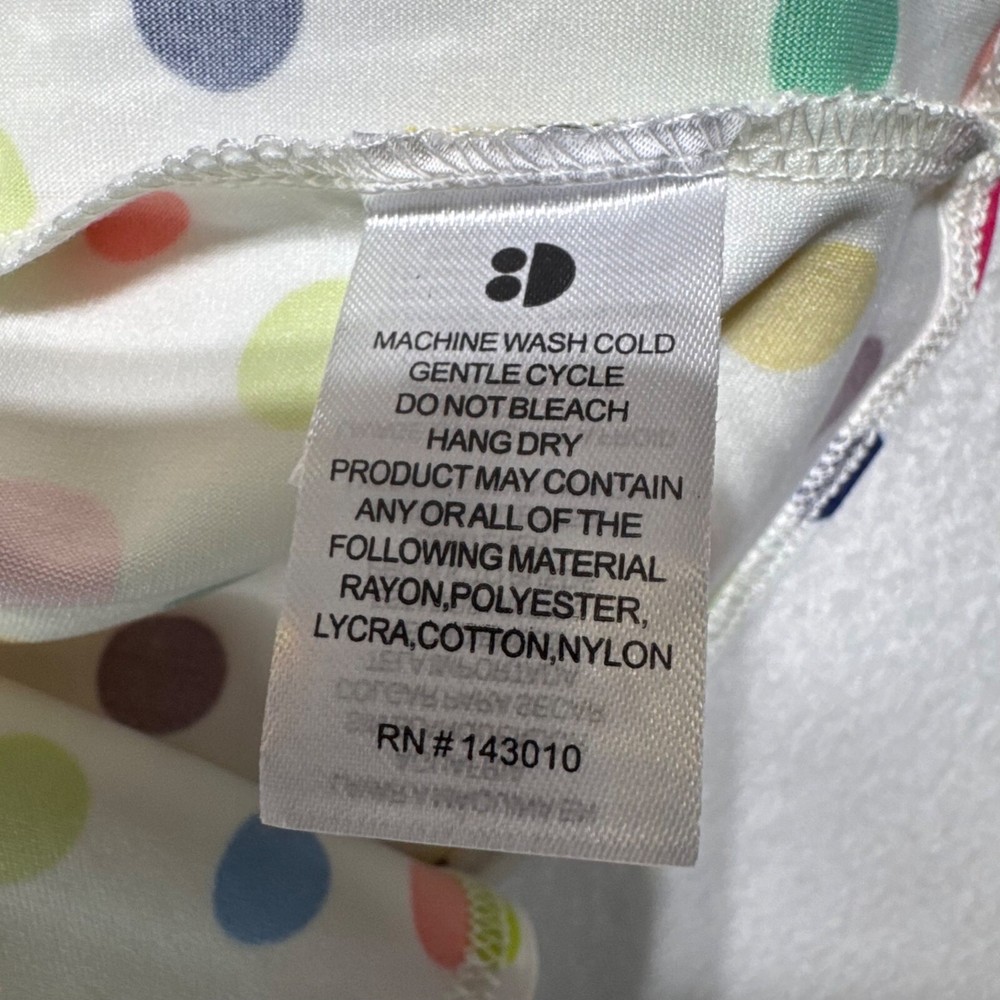 MACHINE WASH COLD
GENTLE CYCLE
DO NOT BLEACH
HANG DRY
PRODUCT MAY CONTAIN
ANY OR ALL OF THE
FOLLOWING MATERIAL
RAYON,POLYESTER,
LYCRA,COTTON,NYLON
RN # 143010